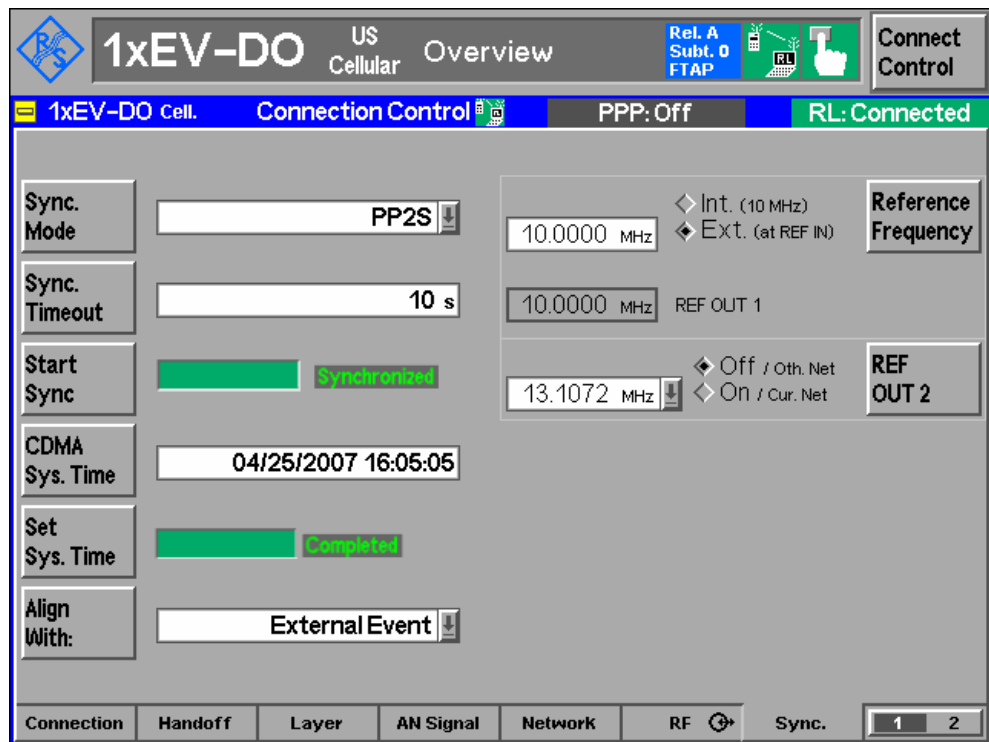 R&S 1xEV-DO US Cellular Overview Rel. A Subt. 0 FTAP RL Connect Control
1xEV-DO Cell. Connection Control PPP: Off RL: Connected
Sync. Mode PP2S 10.0000 MHz Int. (10 MHz) Ext. (at REF IN) Reference Frequency
Sync. Timeout 10 s 10.0000 MHz REF OUT 1
Start Sync Synchronized 13.1072 MHz Off / Oth. Net On / Cur. Net REF OUT 2
CDMA Sys. Time 04/25/2007 16:05:05
Set Sys. Time Completed
Align With: External Event
Connection Handoff Layer AN Signal Network RF Sync. 1 2